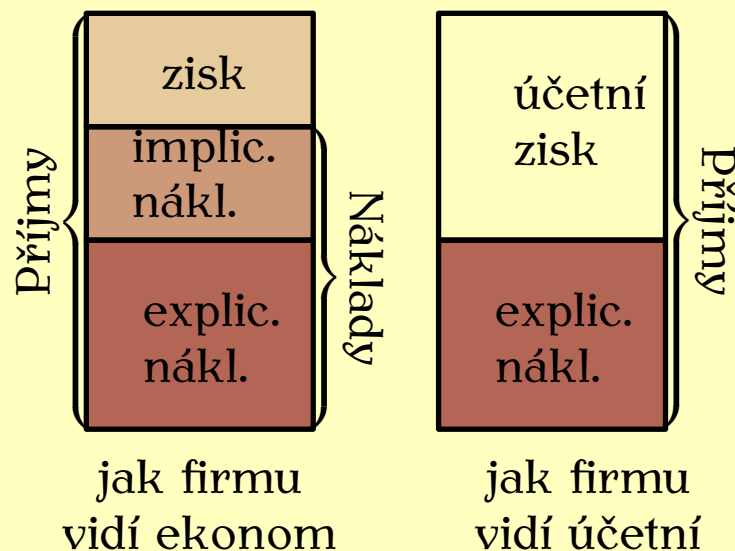 Příjmy
zisk
implic.
nákl.
explic.
nákl.
Náklady
jak firmu
vidí ekonom
účetní
zisk
explic.
nákl.
Příjmy
jak firmu
vidí účetní